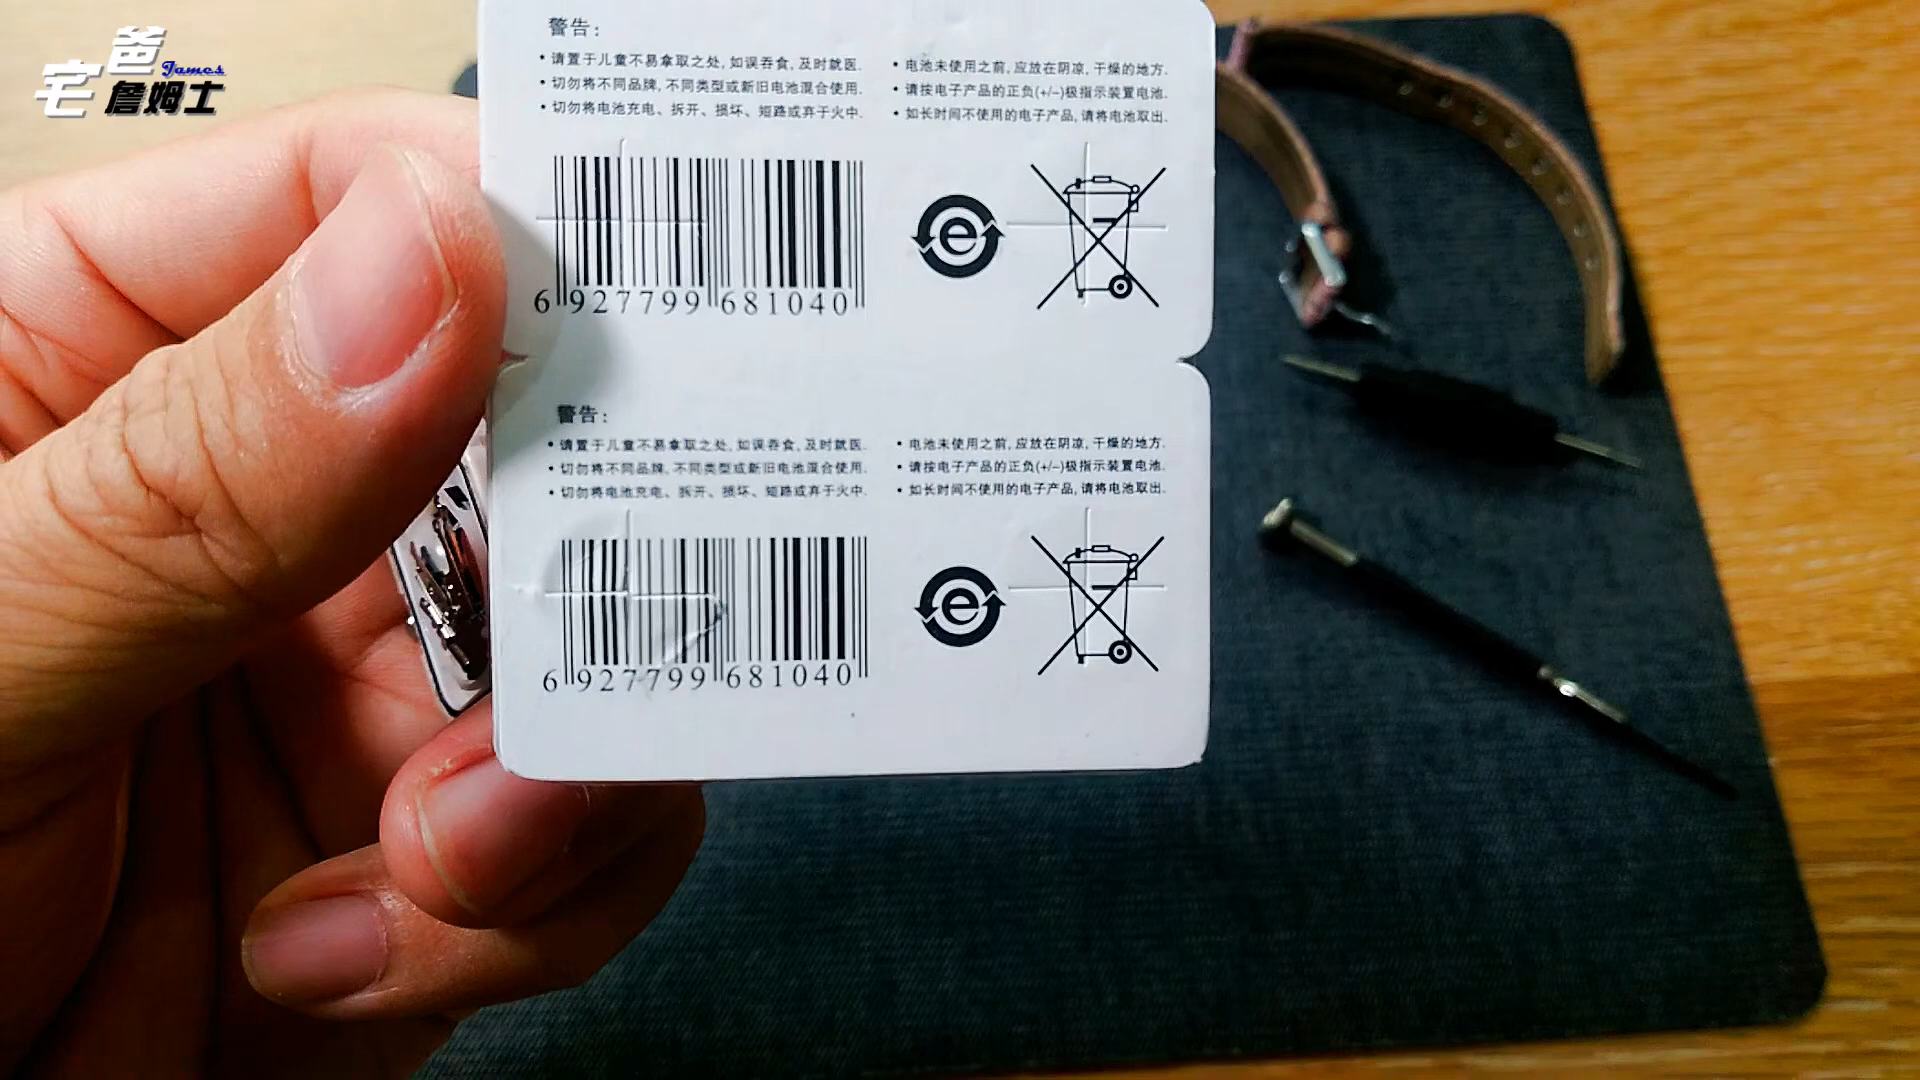 爸
宅 James
詹姆士
警告:
• 请置于儿童不易拿取之处, 如误吞食, 及时就医.
• 切勿将不同品牌, 不同类型或新旧电池混合使用.
• 切勿将电池充电、拆开、损坏、短路或弃于火中.
• 电池未使用之前, 应放在阴凉, 干燥的地方.
• 请按电子产品的正负(+/−)极指示装置电池.
• 如长时间不使用的电子产品, 请将电池取出.
6 927799 681040
e
警告:
• 请置于儿童不易拿取之处, 如误吞食, 及时就医.
• 切勿将不同品牌, 不同类型或新旧电池混合使用.
• 切勿将电池充电、拆开、损坏、短路或弃于火中.
• 电池未使用之前, 应放在阴凉, 干燥的地方.
• 请按电子产品的正负(+/−)极指示装置电池.
• 如长时间不使用的电子产品, 请将电池取出.
6 927799 681040
e